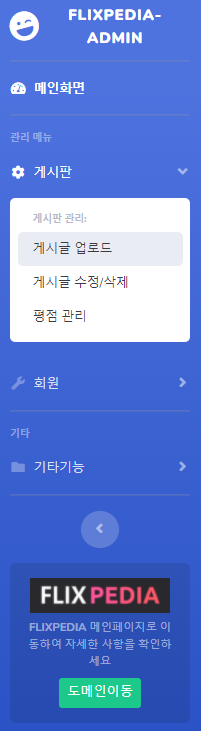 FLIXPEDIA-
ADMIN
메인화면
관리 메뉴
게시판
게시판 관리:
게시글 업로드
게시글 수정/삭제
평점 관리
회원
기타
기타기능
FLIXPEDIA
FLIXPEDIA 메인페이지로 이
동하여 자세한 사항을 확인하
세요
도메인이동